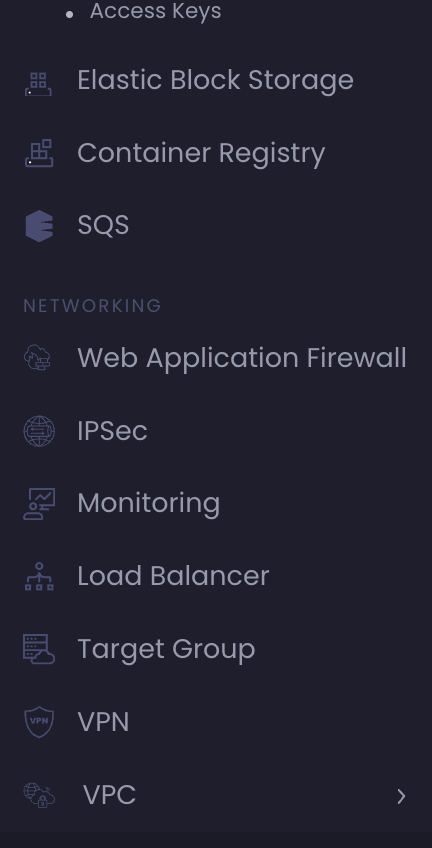 Access Keys
Elastic Block Storage
Container Registry
SQS
NETWORKING
Web Application Firewall
IPSec
Monitoring
Load Balancer
Target Group
VPN
VPN
VPC